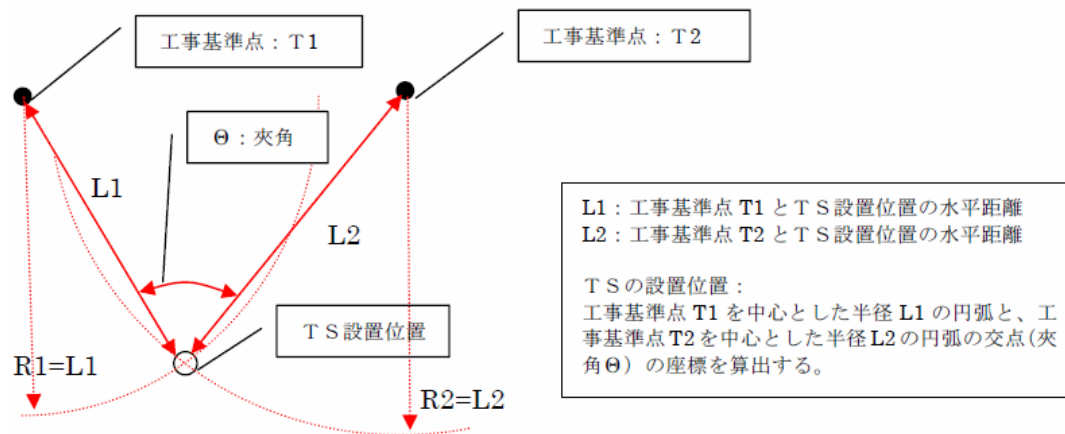 工事基準点：T1
工事基準点：T2
Θ：夾角
L1
L2
TS設置位置
R1=L1
R2=L2
L1：工事基準点 T1 とTS設置位置の水平距離
L2：工事基準点 T2 とTS設置位置の水平距離
TSの設置位置：
工事基準点 T1 を中心とした半径 L1 の円弧と、工
事基準点 T2 を中心とした半径 L2 の円弧の交点(夾
角Θ）の座標を算出する。